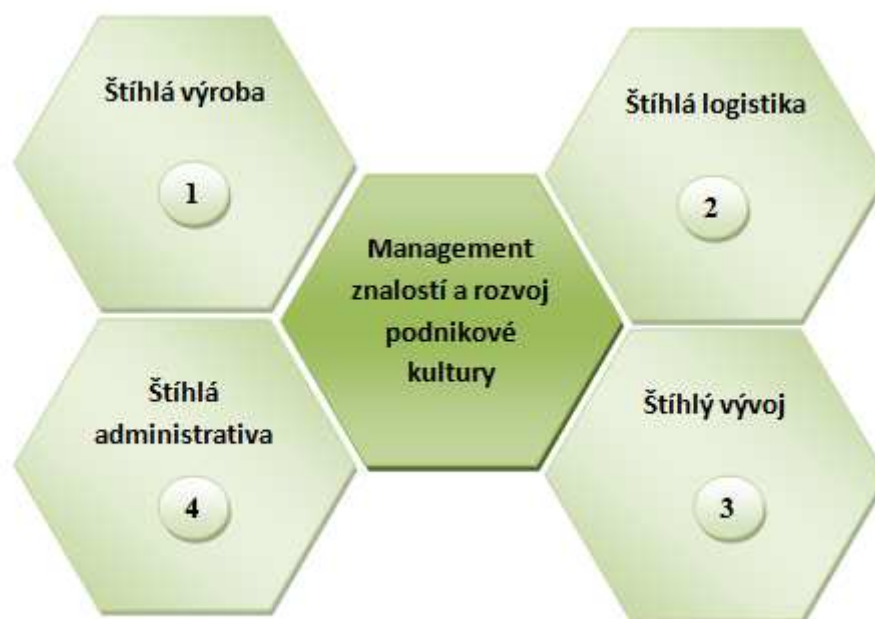 Štíhlá výroba
1
Štíhlá logistika
2
Management
znalostí a rozvoj
podnikové
kultury
Štíhlá
administrativa
4
Štíhlý vývoj
3